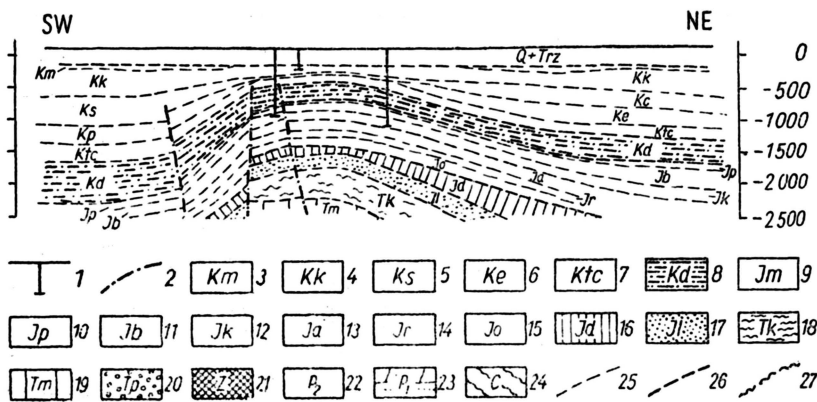 SW NE
0
Q+Trz
Km Kk Kk
-500
Ks Kc
Ke
-1000
Kp Ktc
Ktc Kd
-1500
Jo Jp
Kd Jd Ja Jb
-2000
Jp Jb Tm Tk Jl Jr Jk
-2500
1 2 Km 3 Kk 4 Ks 5 Ke 6 Ktc 7 Kd 8 Jm 9
Jp 10 Jb 11 Jk 12 Ja 13 Jr 14 Jo 15 Jd 16 Jl 17 Tk 18
Tm 19 Tp 20 Z 21 P2 22 P1 23 C 24 25 26 27